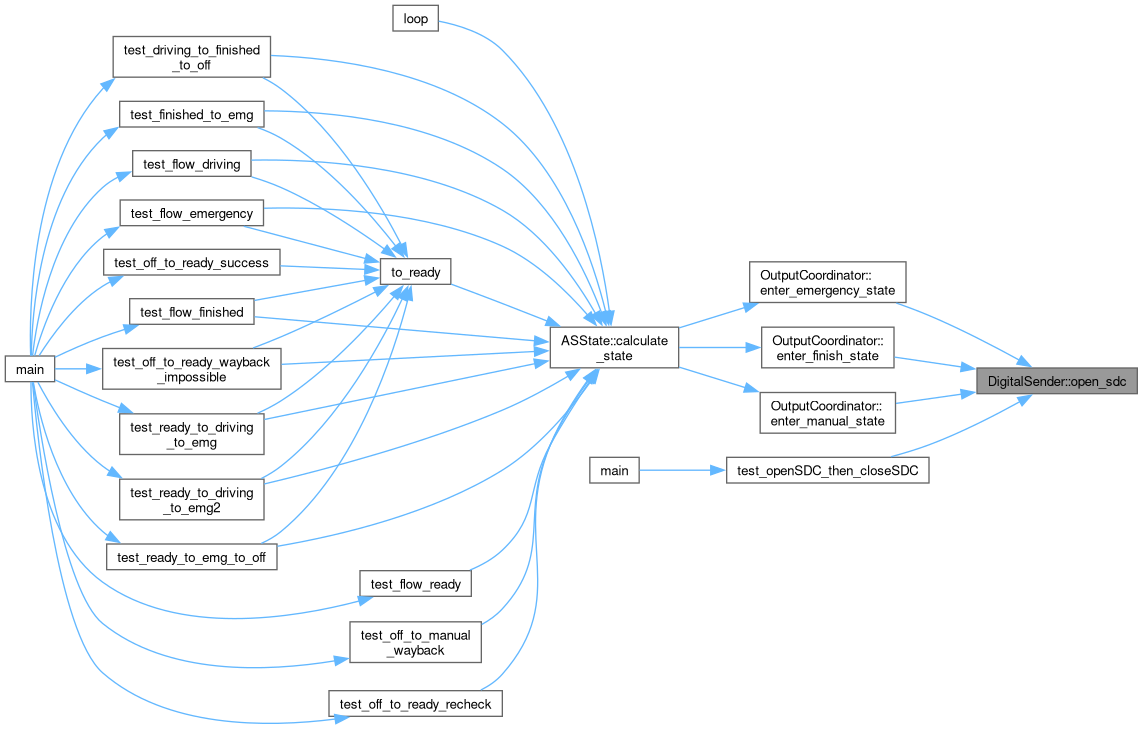 loop
test_driving_to_finished
_to_off
test_finished_to_emg
test_flow_driving
test_flow_emergency
test_off_to_ready_success
to_ready
OutputCoordinator::
enter_emergency_state
test_flow_finished
ASState::calculate
_state
OutputCoordinator::
enter_finish_state
main
test_off_to_ready_wayback
_impossible
DigitalSender::open_sdc
OutputCoordinator::
enter_manual_state
test_ready_to_driving
_to_emg
main
test_openSDC_then_closeSDC
test_ready_to_driving
_to_emg2
test_ready_to_emg_to_off
test_flow_ready
test_off_to_manual
_wayback
test_off_to_ready_recheck